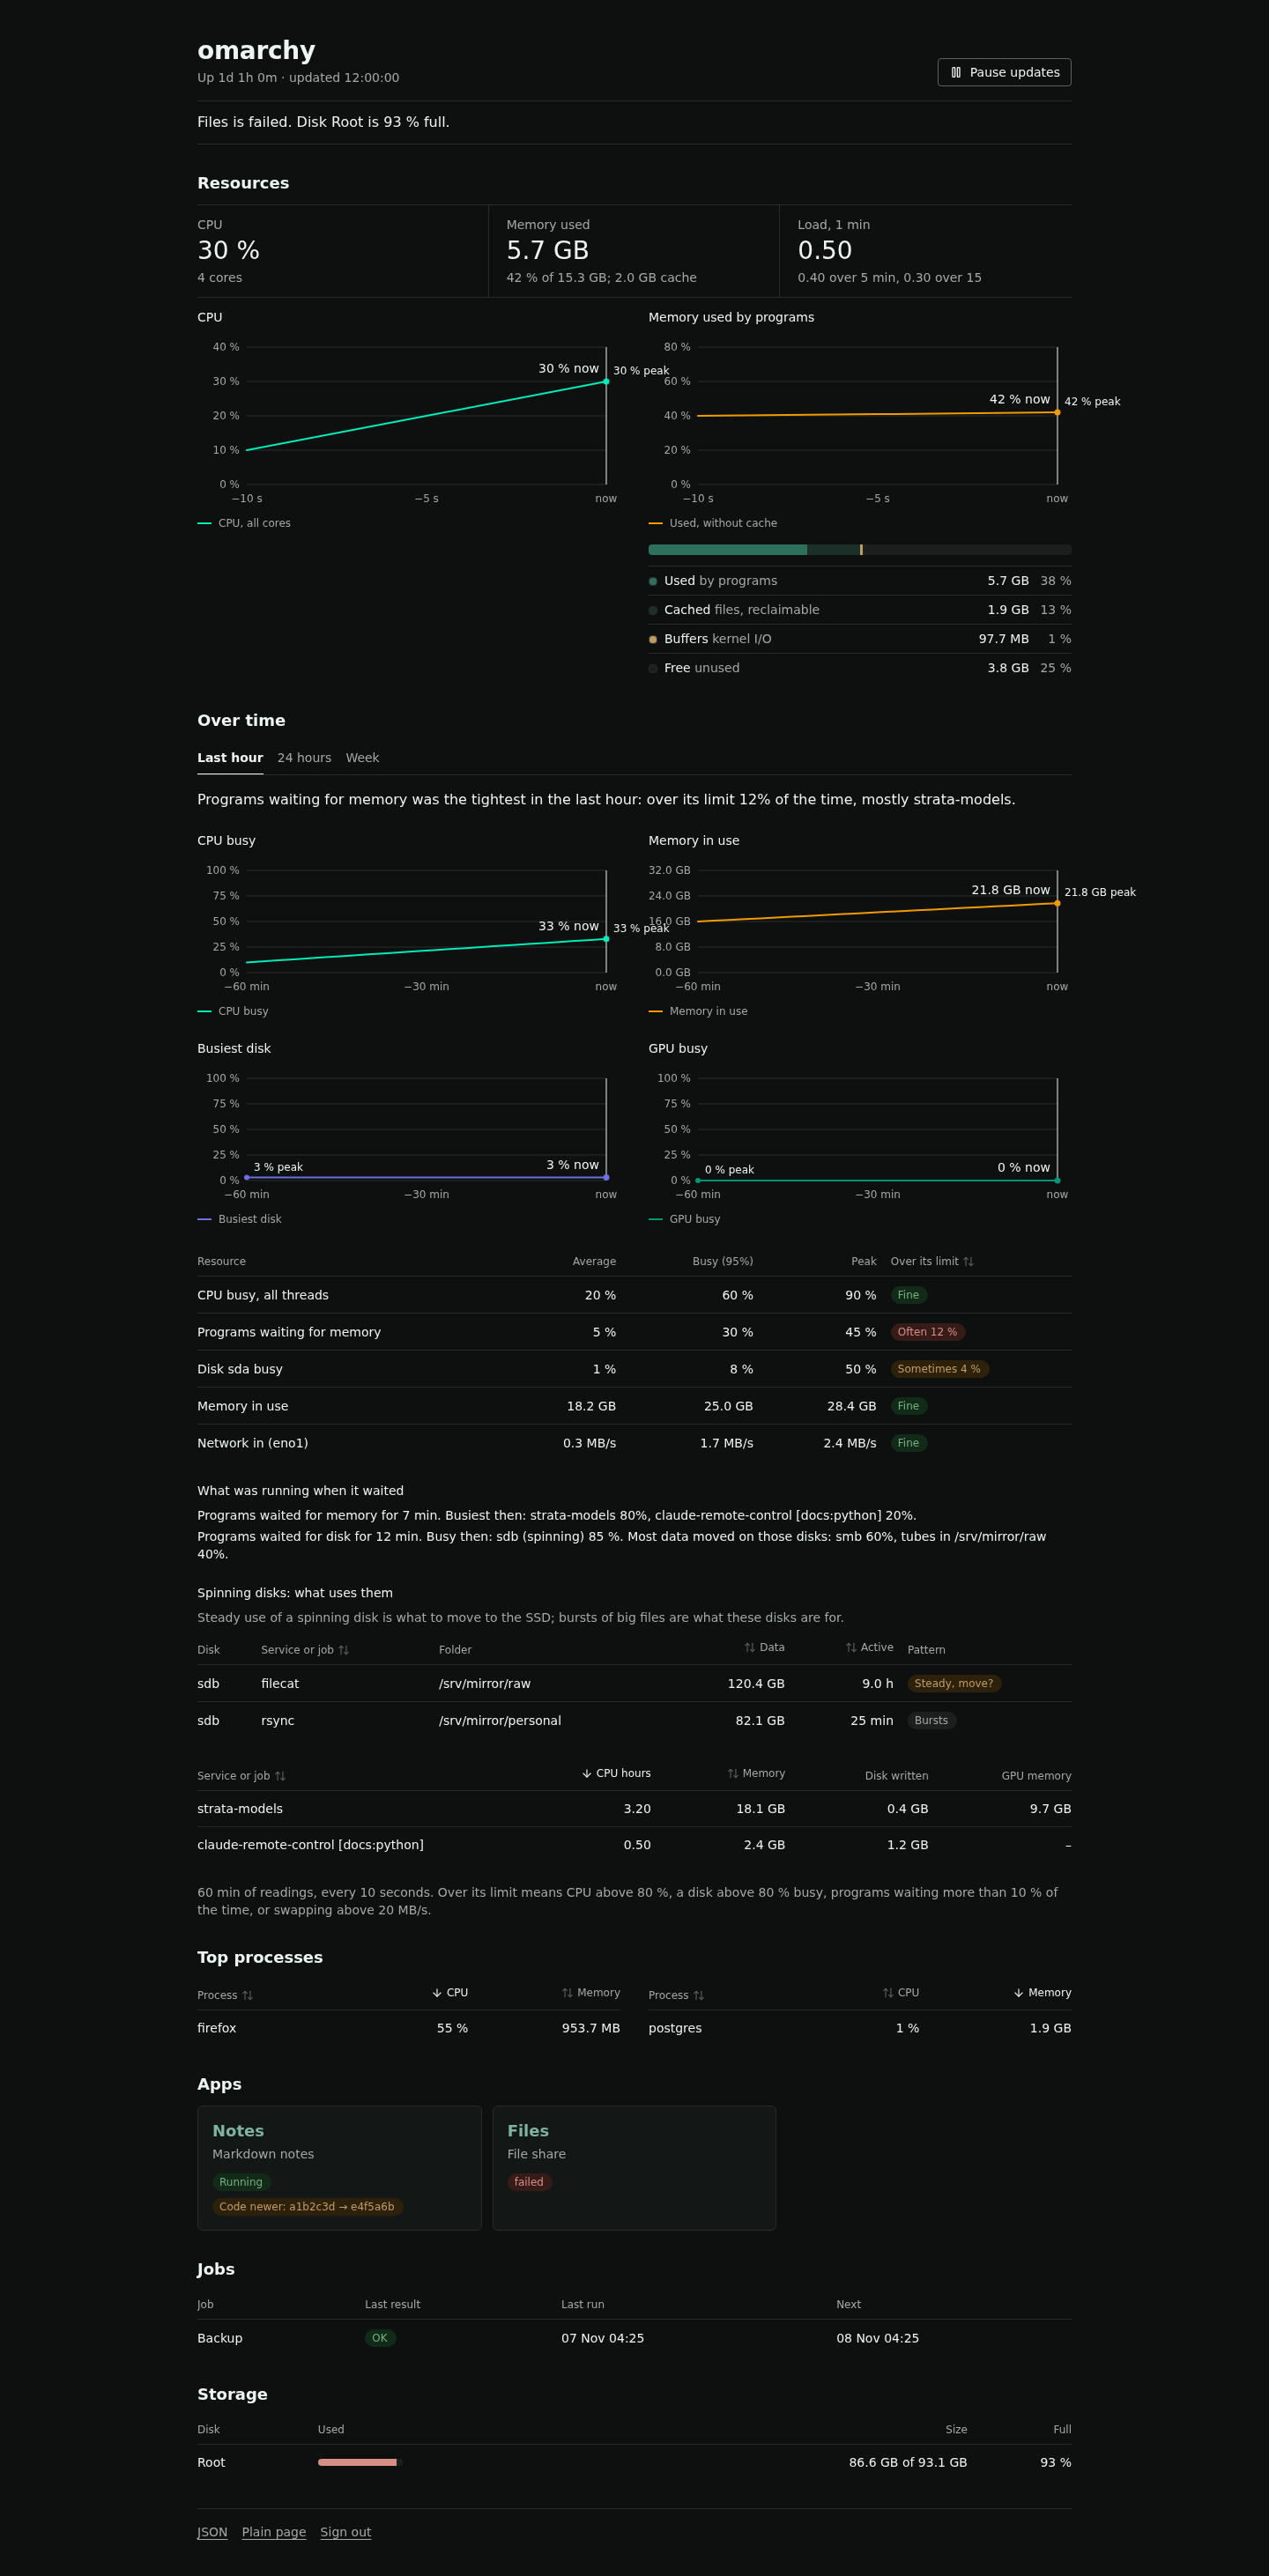 omarchy
Up 1d 1h 0m · updated 12:00:00
Pause updates
Files is failed. Disk Root is 93 % full.
Resources
CPU
30 %
4 cores
Memory used
5.7 GB
42 % of 15.3 GB; 2.0 GB cache
Load, 1 min
0.50
0.40 over 5 min, 0.30 over 15
CPU
40 %
30 %
20 %
10 %
0 %
30 % now
30 % peak
−10 s
−5 s
now
CPU, all cores
Memory used by programs
80 %
60 %
40 %
20 %
0 %
42 % now
42 % peak
−10 s
−5 s
now
Used, without cache
Used by programs 5.7 GB 38 %
Cached files, reclaimable 1.9 GB 13 %
Buffers kernel I/O 97.7 MB 1 %
Free unused 3.8 GB 25 %
Over time
Last hour 24 hours Week
Programs waiting for memory was the tightest in the last hour: over its limit 12% of the time, mostly strata-models.
CPU busy
100 %
75 %
50 %
25 %
0 %
33 % now
33 % peak
−60 min
−30 min
now
CPU busy
Memory in use
32.0 GB
24.0 GB
16.0 GB
8.0 GB
0.0 GB
21.8 GB now
21.8 GB peak
−60 min
−30 min
now
Memory in use
Busiest disk
100 %
75 %
50 %
25 %
0 %
3 % peak
3 % now
−60 min
−30 min
now
Busiest disk
GPU busy
100 %
75 %
50 %
25 %
0 %
0 % peak
0 % now
−60 min
−30 min
now
GPU busy
Resource Average Busy (95%) Peak Over its limit
CPU busy, all threads 20 % 60 % 90 % Fine
Programs waiting for memory 5 % 30 % 45 % Often 12 %
Disk sda busy 1 % 8 % 50 % Sometimes 4 %
Memory in use 18.2 GB 25.0 GB 28.4 GB Fine
Network in (eno1) 0.3 MB/s 1.7 MB/s 2.4 MB/s Fine
What was running when it waited
Programs waited for memory for 7 min. Busiest then: strata-models 80%, claude-remote-control [docs:python] 20%.
Programs waited for disk for 12 min. Busy then: sdb (spinning) 85 %. Most data moved on those disks: smb 60%, tubes in /srv/mirror/raw
40%.
Spinning disks: what uses them
Steady use of a spinning disk is what to move to the SSD; bursts of big files are what these disks are for.
Disk Service or job Folder Data Active Pattern
sdb filecat /srv/mirror/raw 120.4 GB 9.0 h Steady, move?
sdb rsync /srv/mirror/personal 82.1 GB 25 min Bursts
Service or job CPU hours Memory Disk written GPU memory
strata-models 3.20 18.1 GB 0.4 GB 9.7 GB
claude-remote-control [docs:python] 0.50 2.4 GB 1.2 GB –
60 min of readings, every 10 seconds. Over its limit means CPU above 80 %, a disk above 80 % busy, programs waiting more than 10 % of
the time, or swapping above 20 MB/s.
Top processes
Process CPU Memory
firefox 55 % 953.7 MB
Process CPU Memory
postgres 1 % 1.9 GB
Apps
Notes
Markdown notes
Running
Code newer: a1b2c3d → e4f5a6b
Files
File share
failed
Jobs
Job Last result Last run Next
Backup OK 07 Nov 04:25 08 Nov 04:25
Storage
Disk Used Size Full
Root 86.6 GB of 93.1 GB 93 %
JSON Plain page Sign out